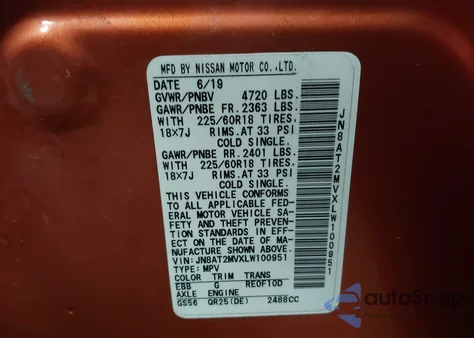 MFD BY NISSAN MOTOR CO.,LTD.
DATE 6/19
GVWR/PNBV 4720 LBS.
GAWR/PNBE FR. 2363 LBS.
WITH 225/60R18 TIRES.
18×7J RIMS.AT 33 PSI
COLD SINGLE.
GAWR/PNBE RR. 2401 LBS.
WITH 225/60R18 TIRES.
18×7J RIMS.AT 33 PSI
COLD SINGLE.
THIS VEHICLE CONFORMS
TO ALL APPLICABLE FED-
ERAL MOTOR VEHICLE SA-
FETY AND THEFT PREV-
ENTION STANDARDS IN EFF-
ECT ON THE DATE OF MAN-
UFACTURE SHOWN ABOVE.
VIN:JN8AT2MVXLW100951
TYPE:MPV
COLOR TRIM TRANS
EBB G RE0F10D
AXLE ENGINE
GS56 QR25(DE) 2488CC
JN8AT2MVXLW100951
autoSnap